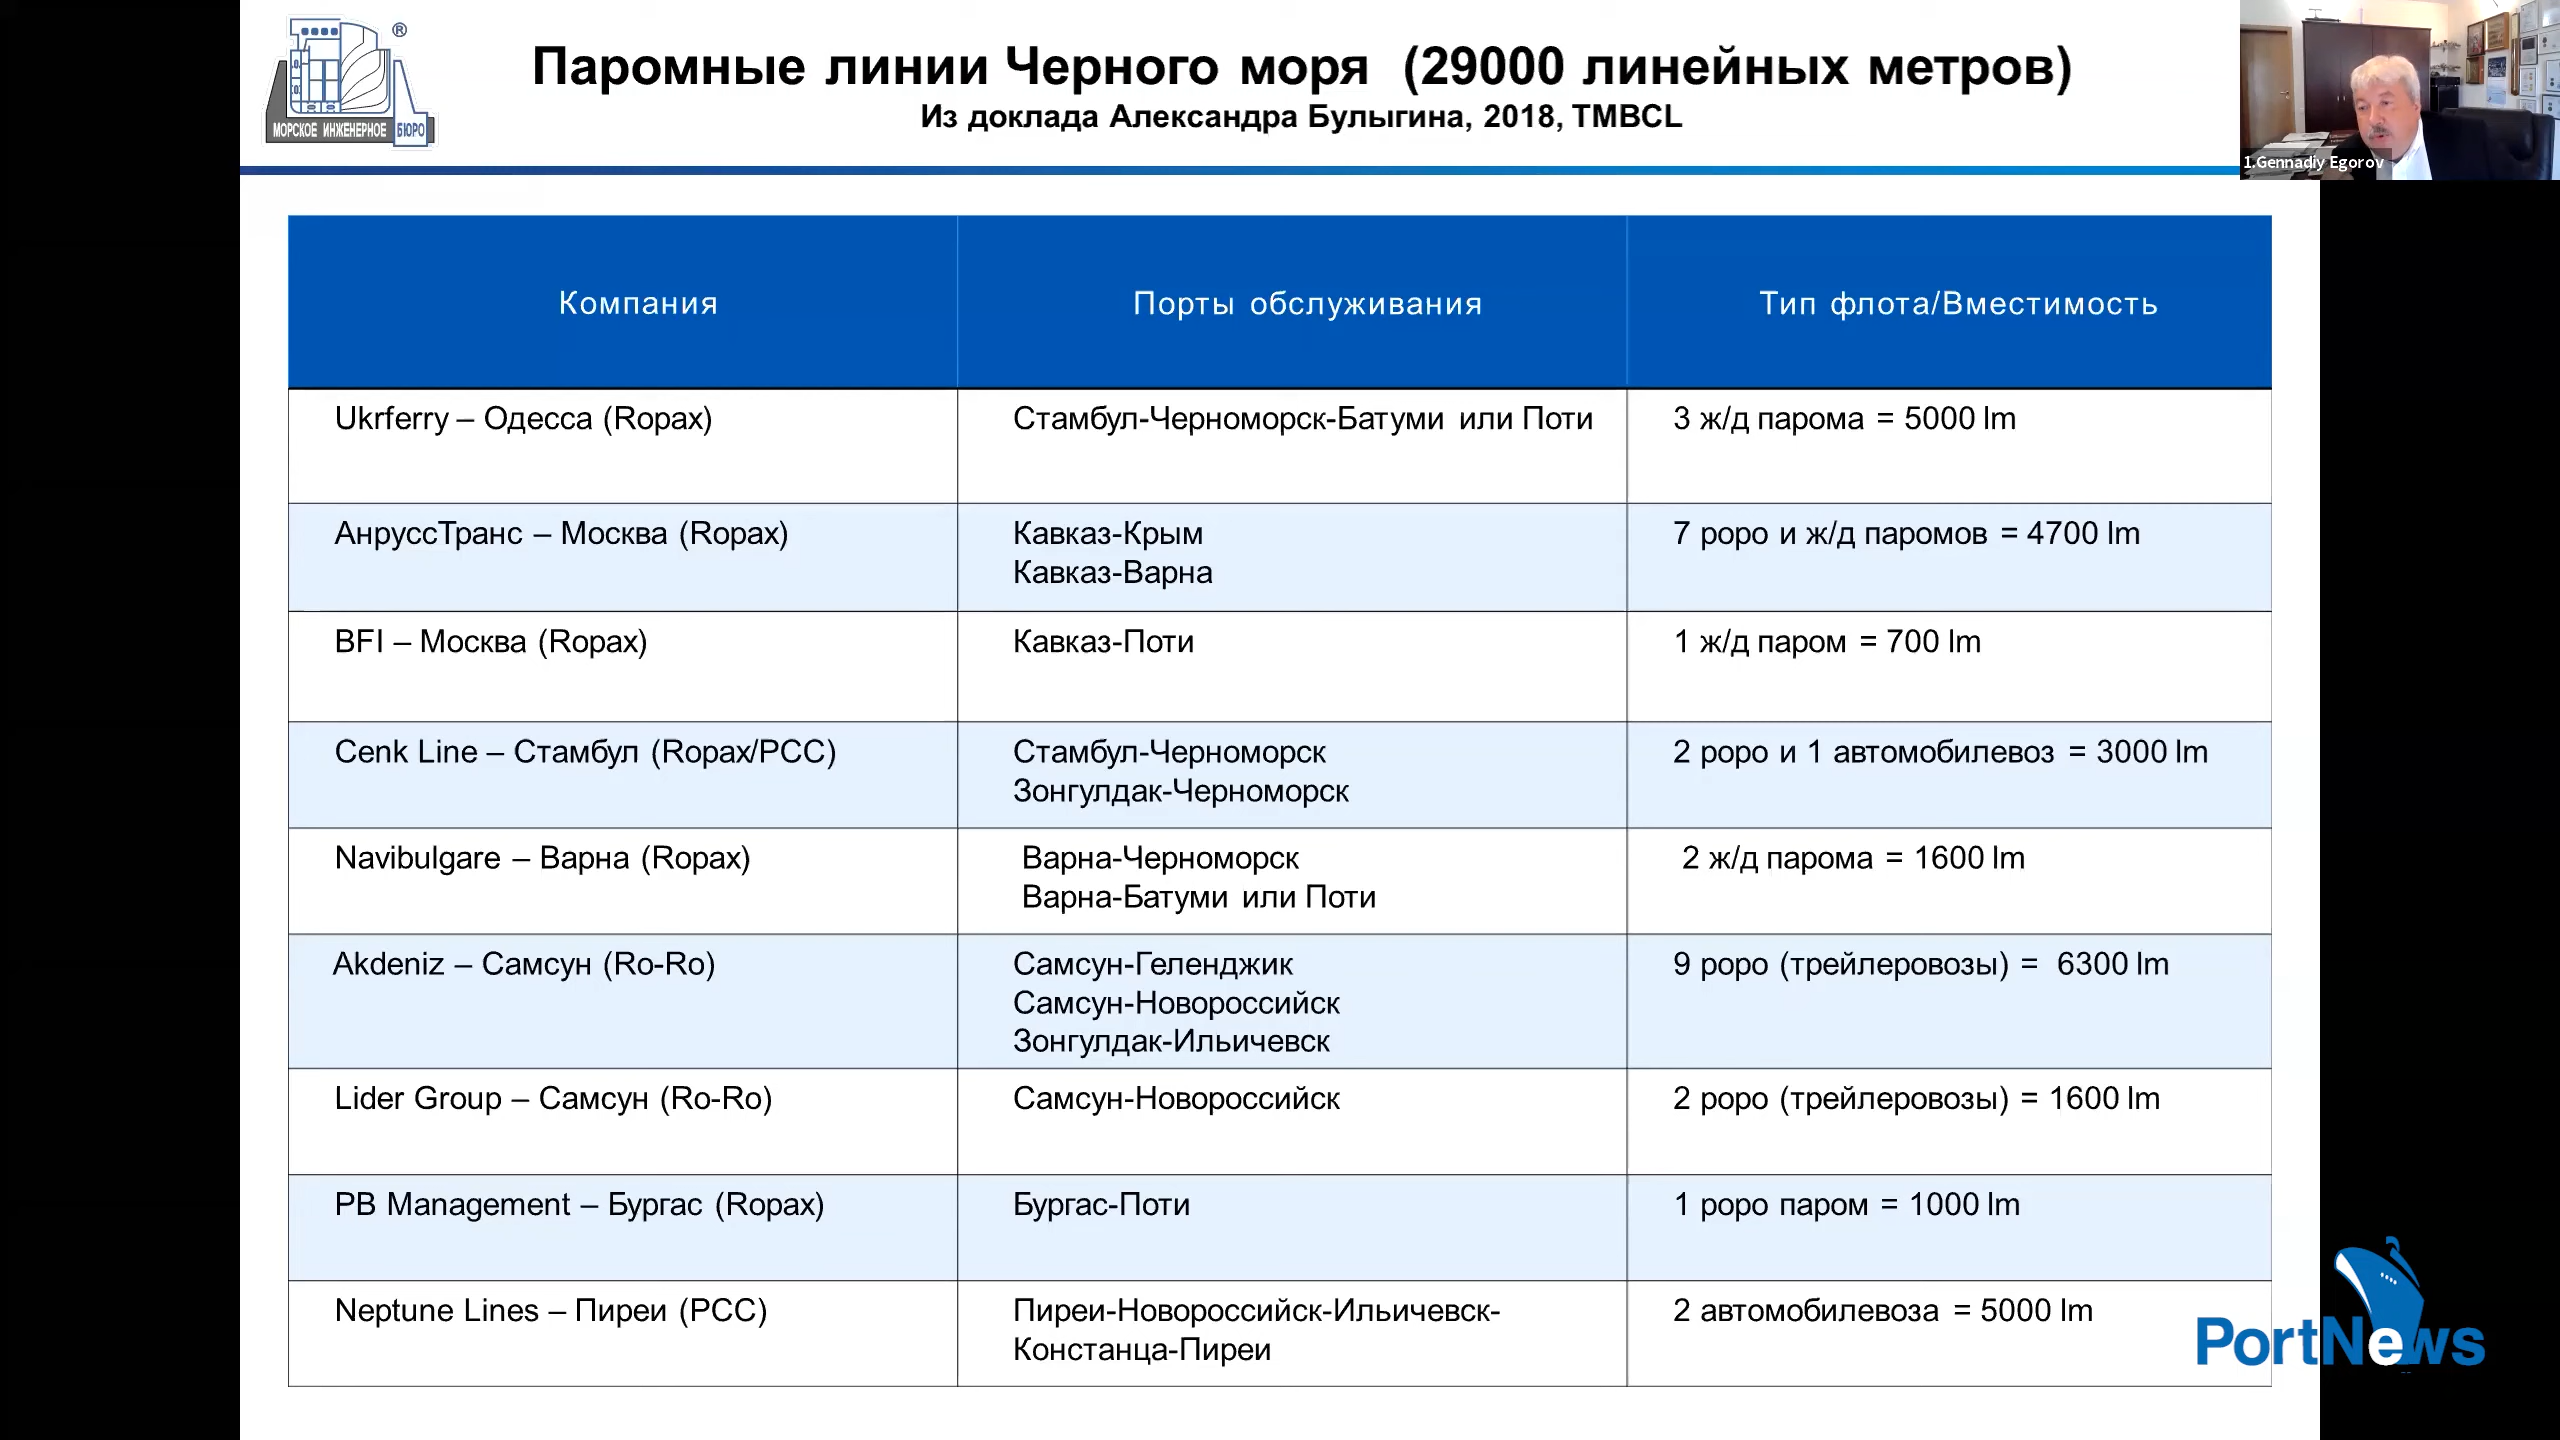 ®
МОРСКОЕ ИНЖЕНЕРНОЕ БЮРО
Паромные линии Черного моря (29000 линейных метров)
Из доклада Александра Булыгина, 2018, TMBCL
1.Gennadiy Egorov
Компания
Порты обслуживания
Тип флота/Вместимость
Ukrferry – Одесса (Ropax)
Стамбул-Черноморск-Батуми или Поти
3 ж/д парома = 5000 lm
АнруссТранс – Москва (Ropax)
Кавказ-Крым
Кавказ-Варна
7 роро и ж/д паромов = 4700 lm
BFI – Москва (Ropax)
Кавказ-Поти
1 ж/д паром = 700 lm
Cenk Line – Стамбул (Ropax/PCC)
Стамбул-Черноморск
Зонгулдак-Черноморск
2 роро и 1 автомобилевоз = 3000 lm
Navibulgare – Варна (Ropax)
Варна-Черноморск
Варна-Батуми или Поти
2 ж/д парома = 1600 lm
Akdeniz – Самсун (Ro-Ro)
Самсун-Геленджик
Самсун-Новороссийск
Зонгулдак-Ильичевск
9 роро (трейлеровозы) = 6300 lm
Lider Group – Самсун (Ro-Ro)
Самсун-Новороссийск
2 роро (трейлеровозы) = 1600 lm
PB Management – Бургас (Ropax)
Бургас-Поти
1 роро паром = 1000 lm
Neptune Lines – Пиреи (PCC)
Пиреи-Новороссийск-Ильичевск-
Констанца-Пиреи
2 автомобилевоза = 5000 lm
PortNews